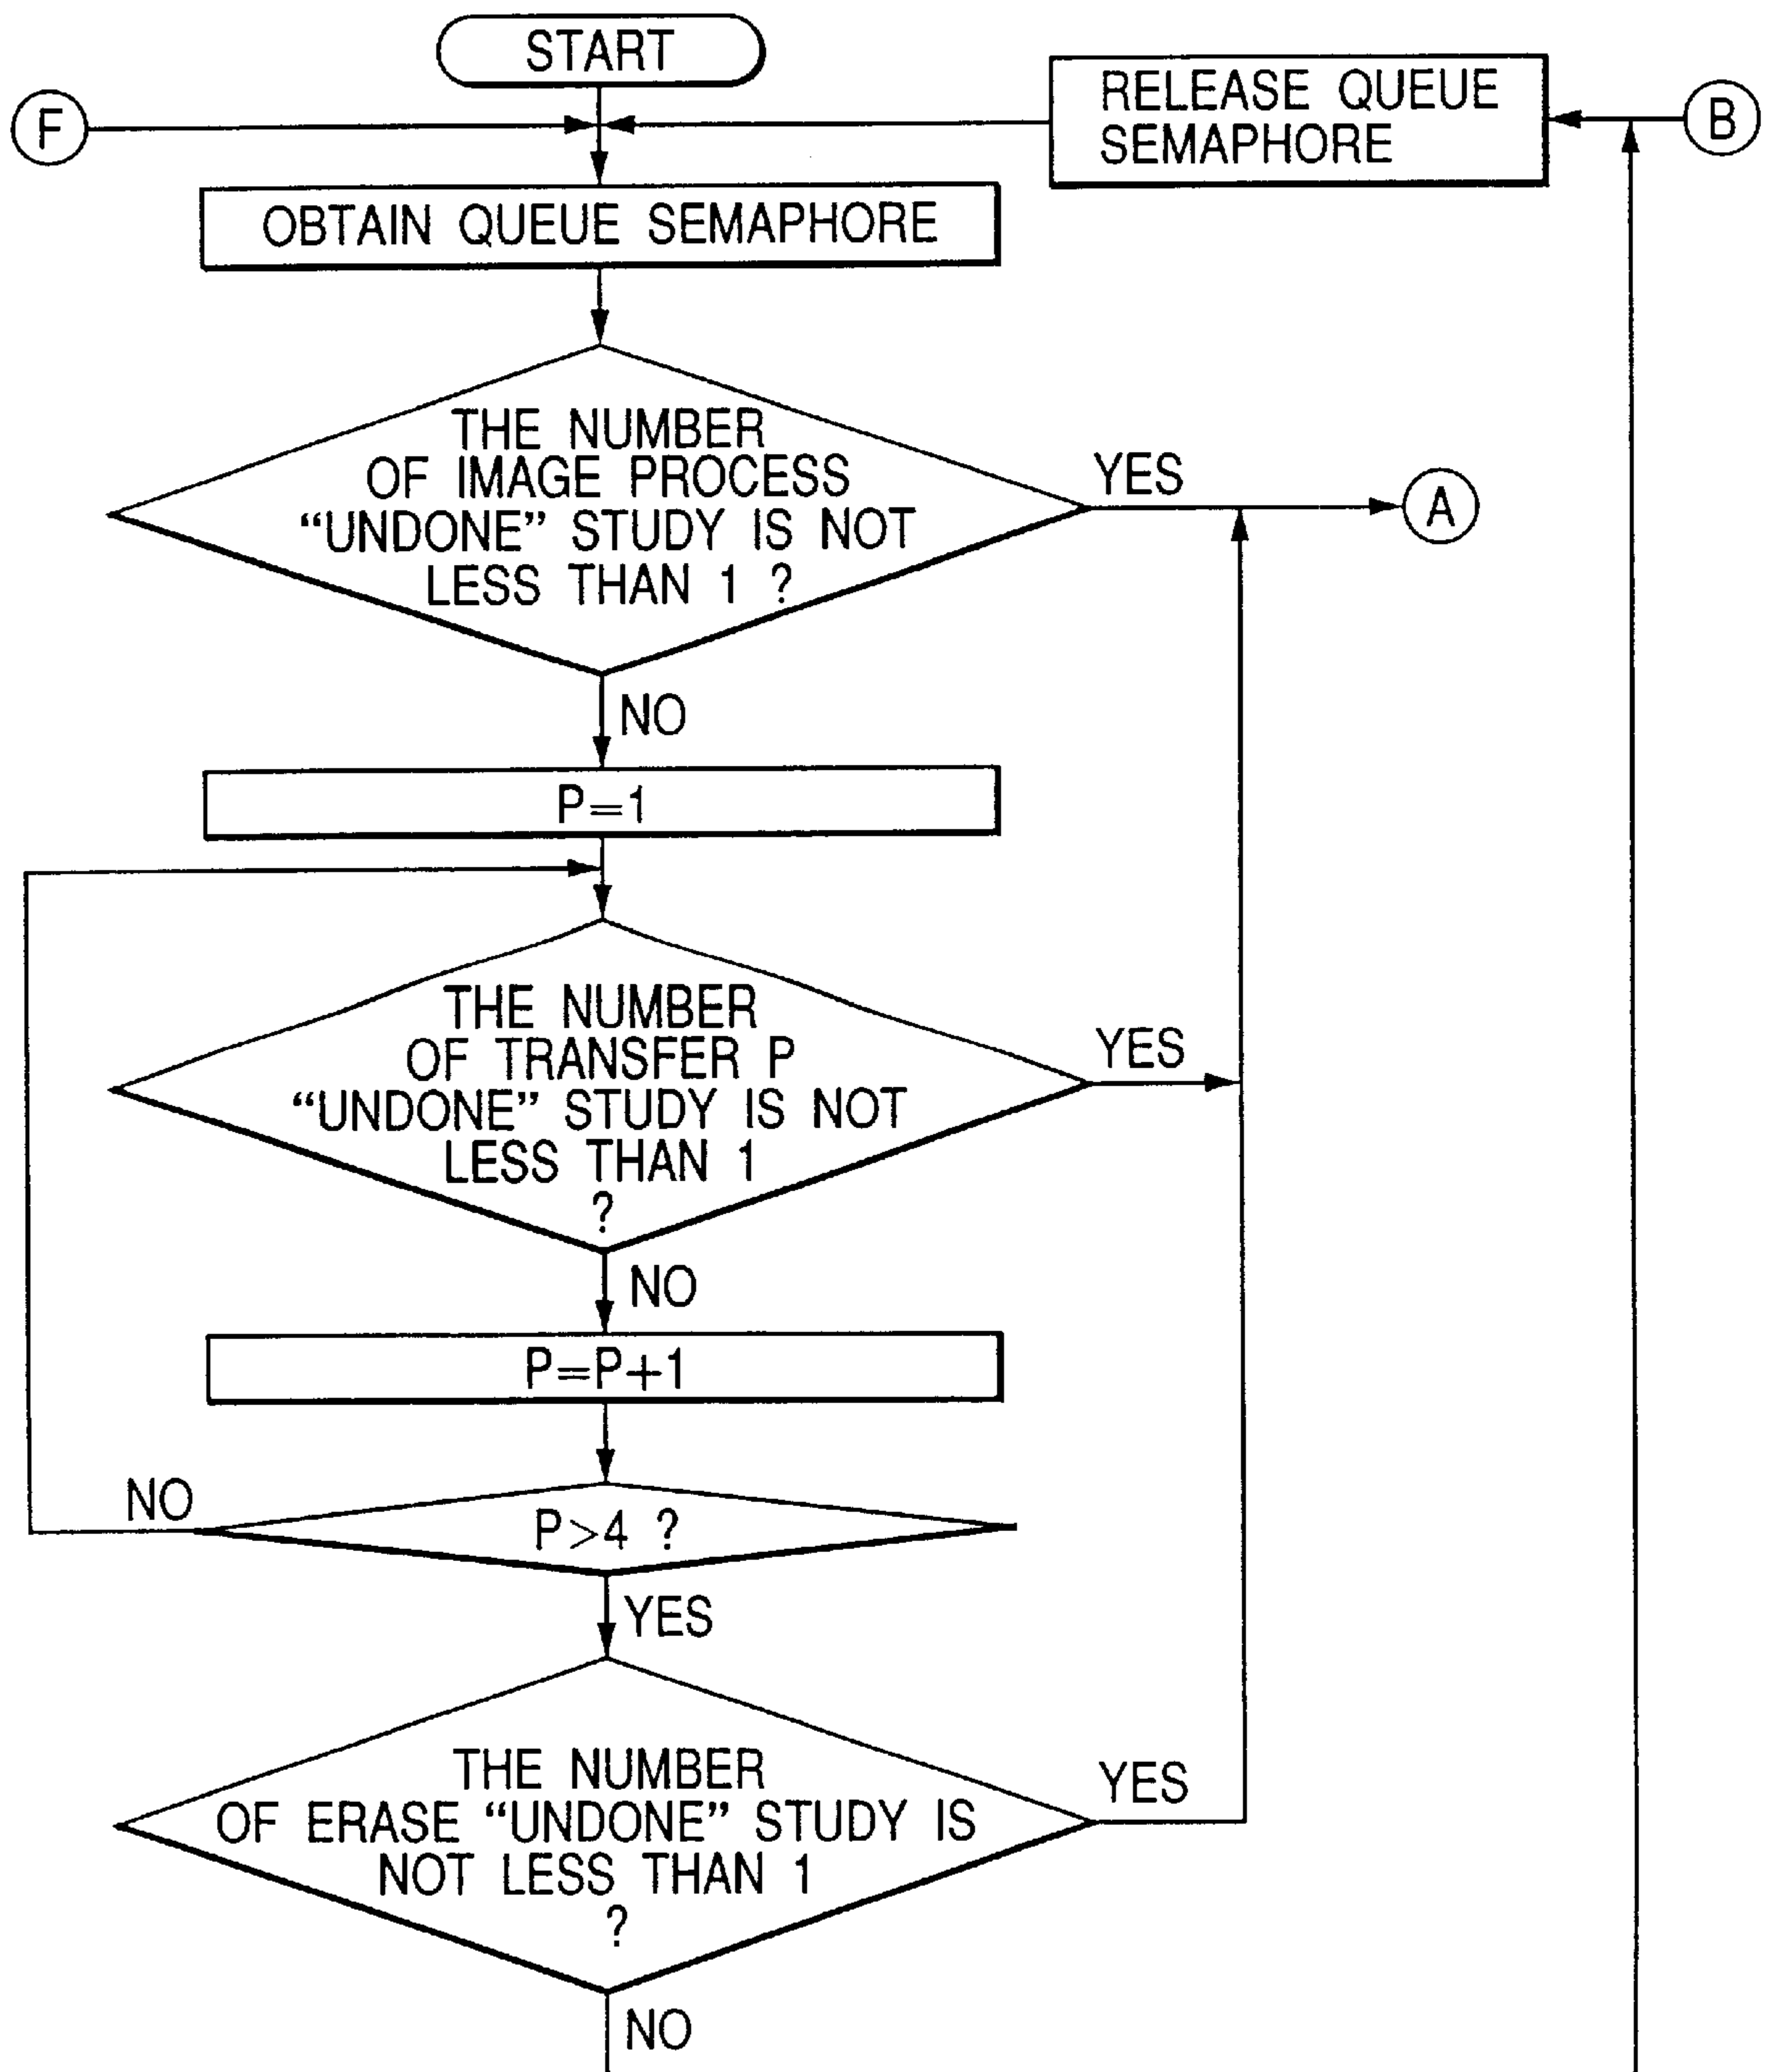 START
F
RELEASE QUEUE
SEMAPHORE
B
OBTAIN QUEUE SEMAPHORE
THE NUMBER
OF IMAGE PROCESS
“UNDONE” STUDY IS NOT
LESS THAN 1 ?
YES
A
NO
P=1
THE NUMBER
OF TRANSFER P
“UNDONE” STUDY IS NOT
LESS THAN 1
?
YES
NO
P=P+1
NO
P>4 ?
YES
THE NUMBER
OF ERASE “UNDONE” STUDY IS
NOT LESS THAN 1
?
YES
NO